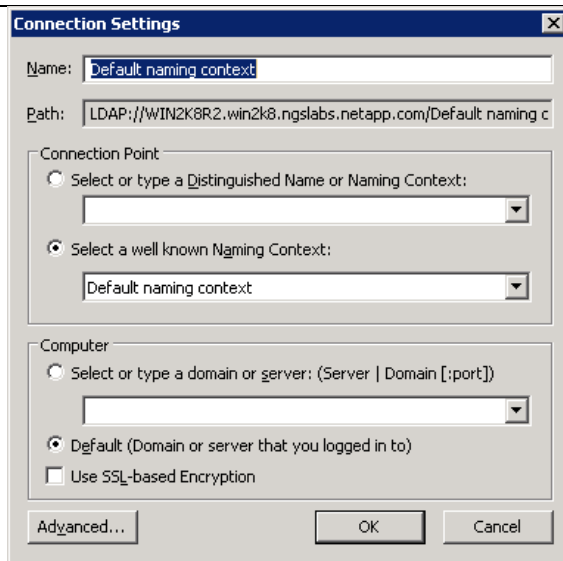 Connection Settings
Name: Default naming context
Path: LDAP://WIN2K8R2.win2k8.ngslabs.netapp.com/Default naming c
Connection Point
Select or type a Distinguished Name or Naming Context:
Select a well known Naming Context:
Default naming context
Computer
Select or type a domain or server: (Server | Domain [:port])
Default (Domain or server that you logged in to)
Use SSL-based Encryption
Advanced... OK Cancel